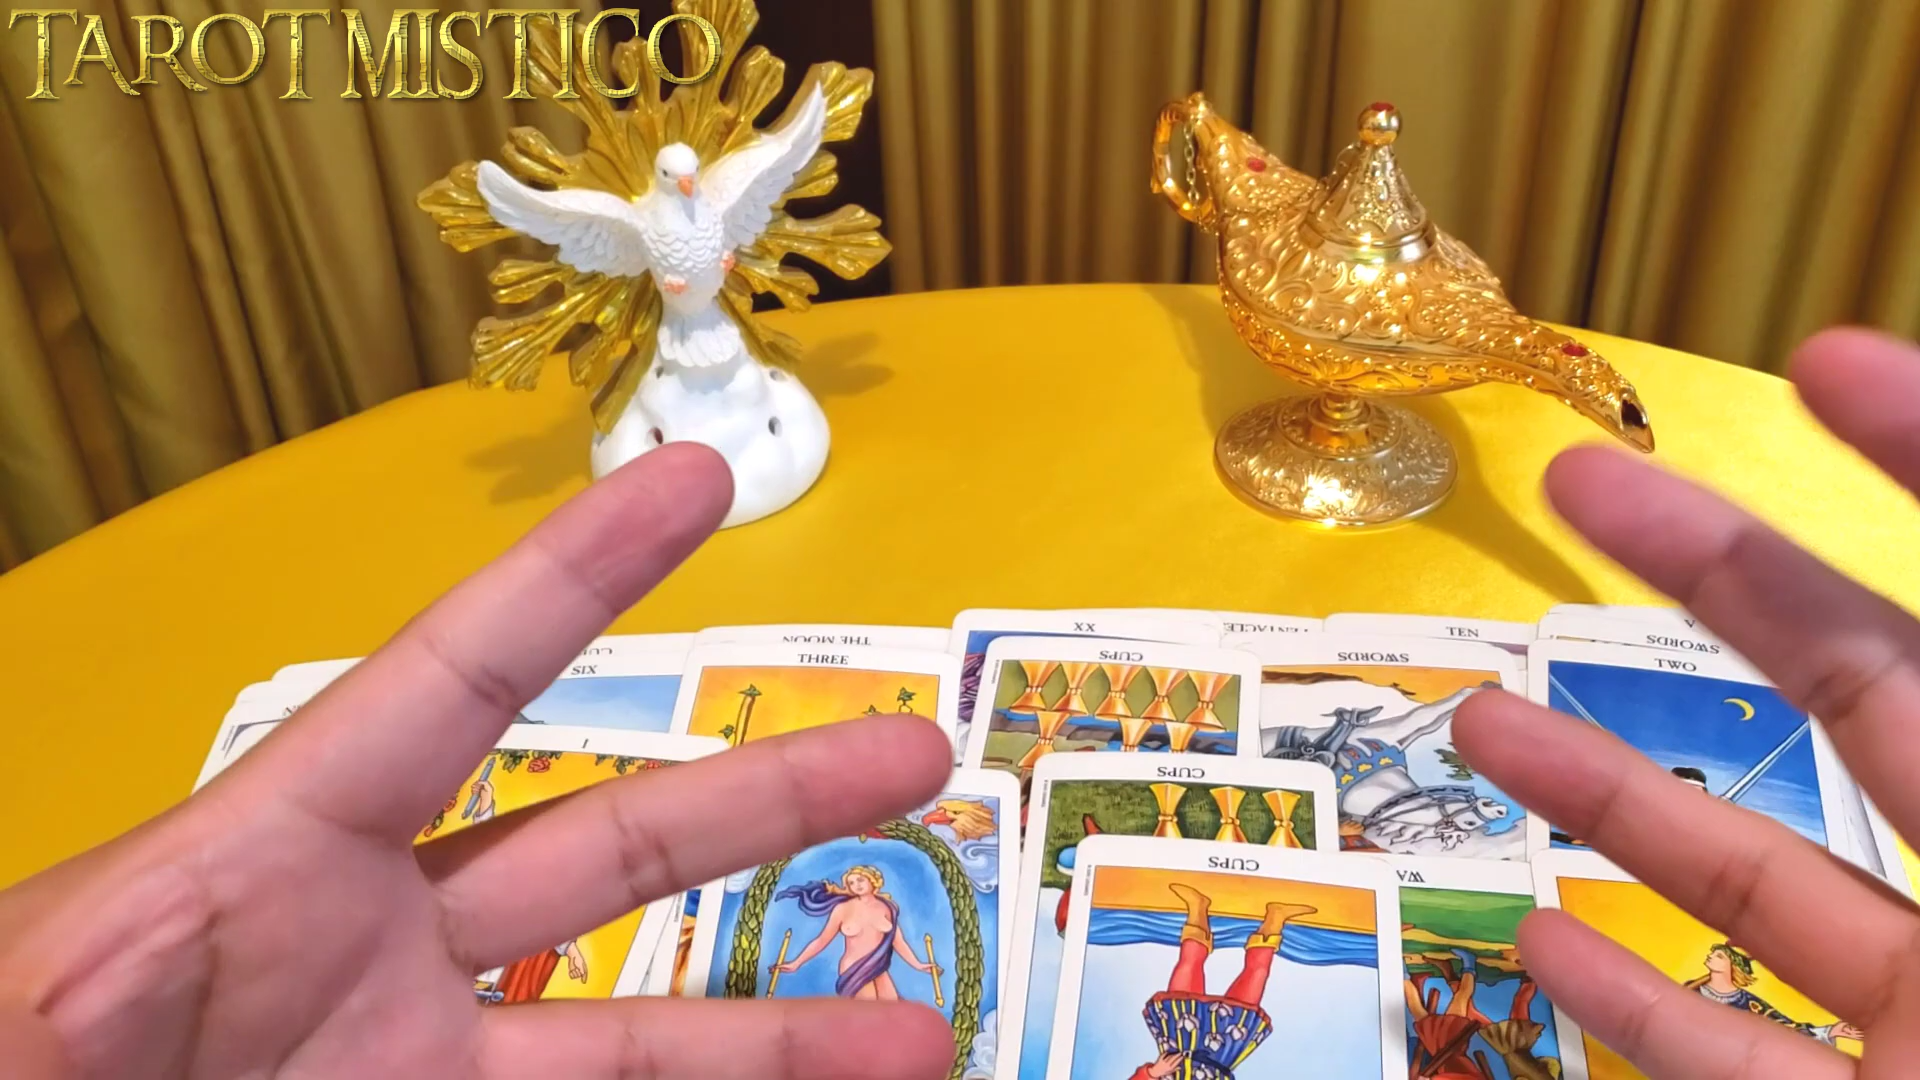 TAROT MISTICO
XX
TEN
SWORDS
THE MOON
THREE
CUPS
SWORDS
TWO
SIX
I
CUPS
CUPS